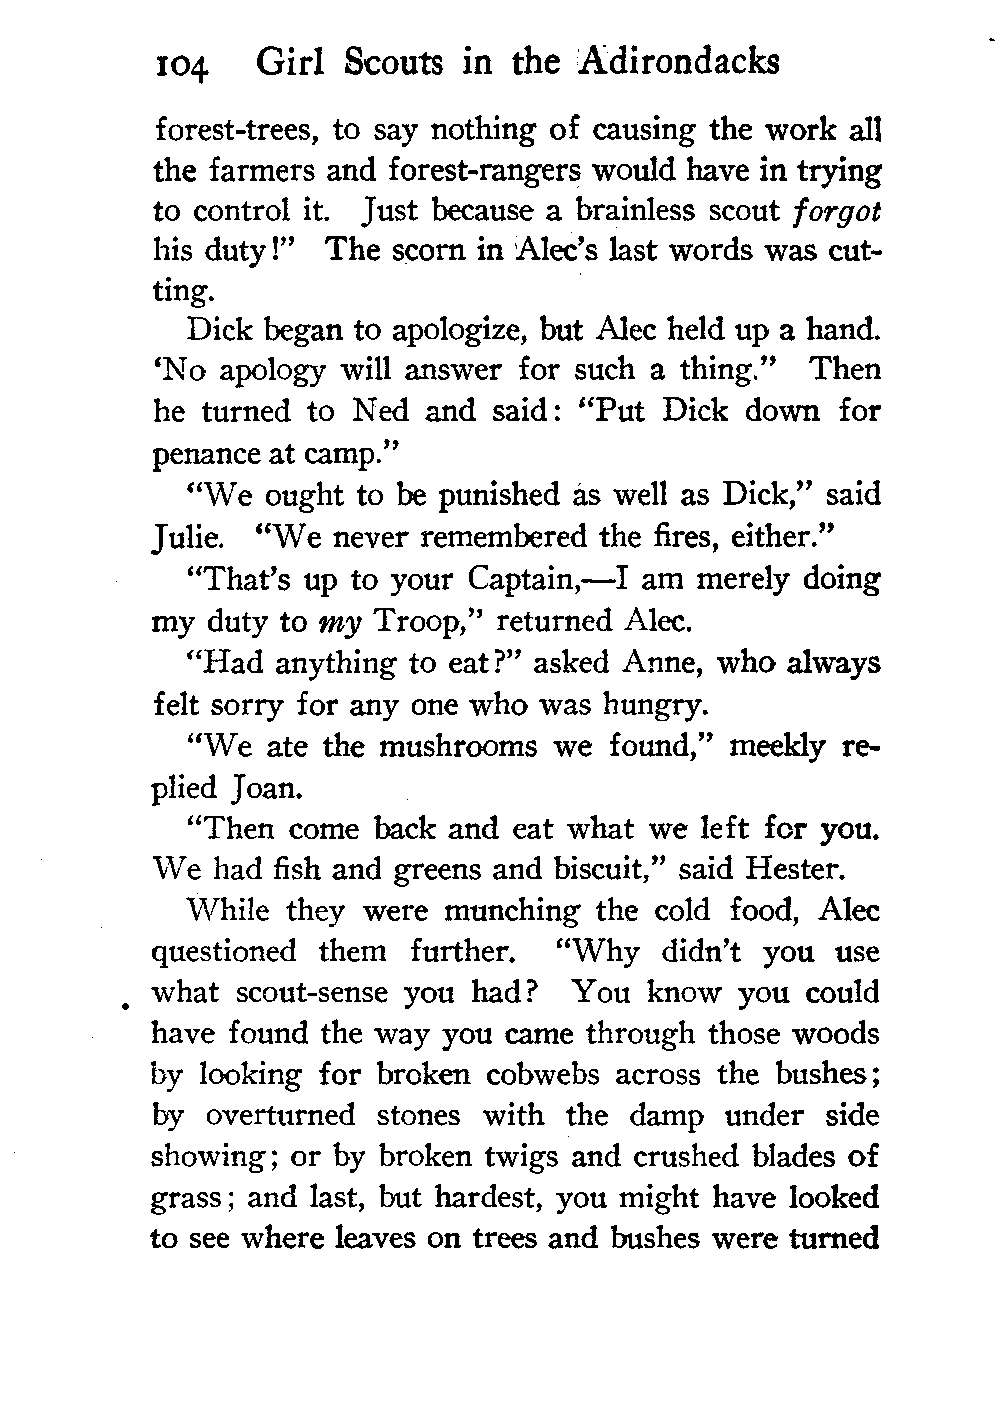 104 Girl Scouts in the Adirondacks
forest-trees, to say nothing of causing the work all
the farmers and forest-rangers would have in trying
to control it. Just because a brainless scout forgot
his duty!” The scorn in Alec’s last words was cut-
ting.
Dick began to apologize, but Alec held up a hand.
‘No apology will answer for such a thing.” Then
he turned to Ned and said: “Put Dick down for
penance at camp.”
“We ought to be punished as well as Dick,” said
Julie. “We never remembered the fires, either.”
“That’s up to your Captain,—I am merely doing
my duty to my Troop,” returned Alec.
“Had anything to eat?” asked Anne, who always
felt sorry for any one who was hungry.
“We ate the mushrooms we found,” meekly re-
plied Joan.
“Then come back and eat what we left for you.
We had fish and greens and biscuit,” said Hester.
While they were munching the cold food, Alec
questioned them further. “Why didn’t you use
what scout-sense you had? You know you could
have found the way you came through those woods
by looking for broken cobwebs across the bushes;
by overturned stones with the damp under side
showing; or by broken twigs and crushed blades of
grass; and last, but hardest, you might have looked
to see where leaves on trees and bushes were turned